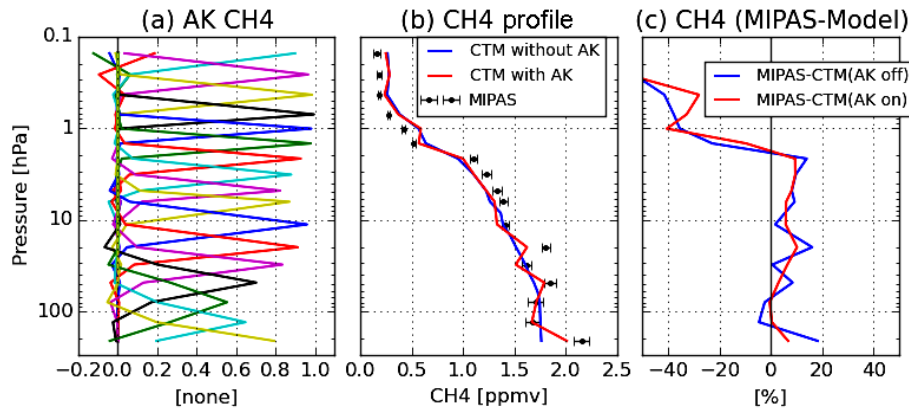 (a) AK CH4
(b) CH4 profile
(c) CH4 (MIPAS-Model)
0.1
1
10
100
Pressure [hPa]
CTM without AK
CTM with AK
MIPAS
MIPAS-CTM(AK off)
MIPAS-CTM(AK on)
−0.2 0.0 0.2 0.4 0.6 0.8 1.0
0.0 0.5 1.0 1.5 2.0 2.5
−40 −20 0 20 40
[none]
CH4 [ppmv]
[%]